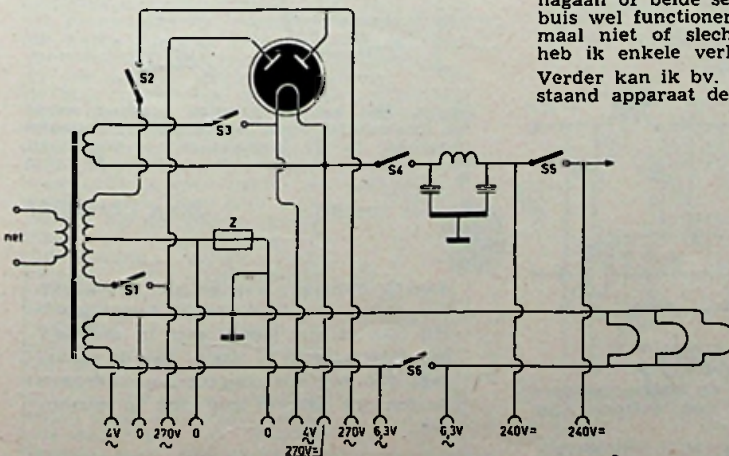 nagaan of beide se
buis wel functioner
maal niet of slech
heb ik enkele verl
Verder kan ik bv.
staand apparaat de
S2
S3
S4
S5
Z
net
S1
S6
4V 0 270V 0 0 4V 270V 6,3V 6,3V 240V= 240V=
~ ~ ~ ~ ~ ~
270V=